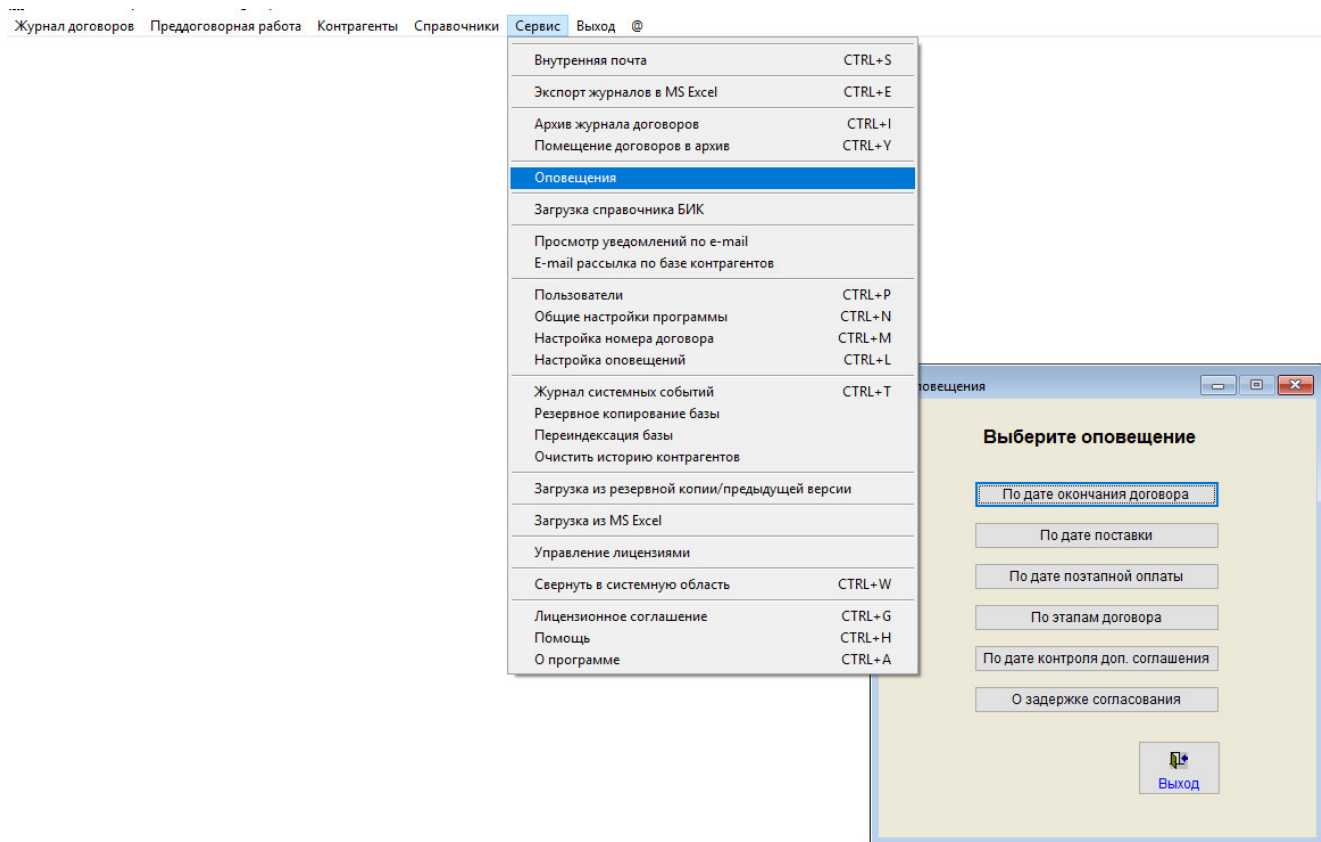 Журнал договоров Преддоговорная работа Контрагенты Справочники Сервис Выход @
Внутренняя почта CTRL+S
Экспорт журналов в MS Excel CTRL+E
Архив журнала договоров CTRL+I
Помещение договоров в архив CTRL+Y
Оповещения
Загрузка справочника БИК
Просмотр уведомлений по e-mail
E-mail рассылка по базе контрагентов
Пользователи CTRL+P
Общие настройки программы CTRL+N
Настройка номера договора CTRL+M
Настройка оповещений CTRL+L
Журнал системных событий CTRL+T
Резервное копирование базы
Переиндексация базы
Очистить историю контрагентов
Загрузка из резервной копии/предыдущей версии
Загрузка из MS Excel
Управление лицензиями
Свернуть в системную область CTRL+W
Лицензионное соглашение CTRL+G
Помощь CTRL+H
О программе CTRL+A
повещения
Выберите оповещение
По дате окончания договора
По дате поставки
По дате поэтапной оплаты
По этапам договора
По дате контроля доп. соглашения
О задержке согласования
Выход